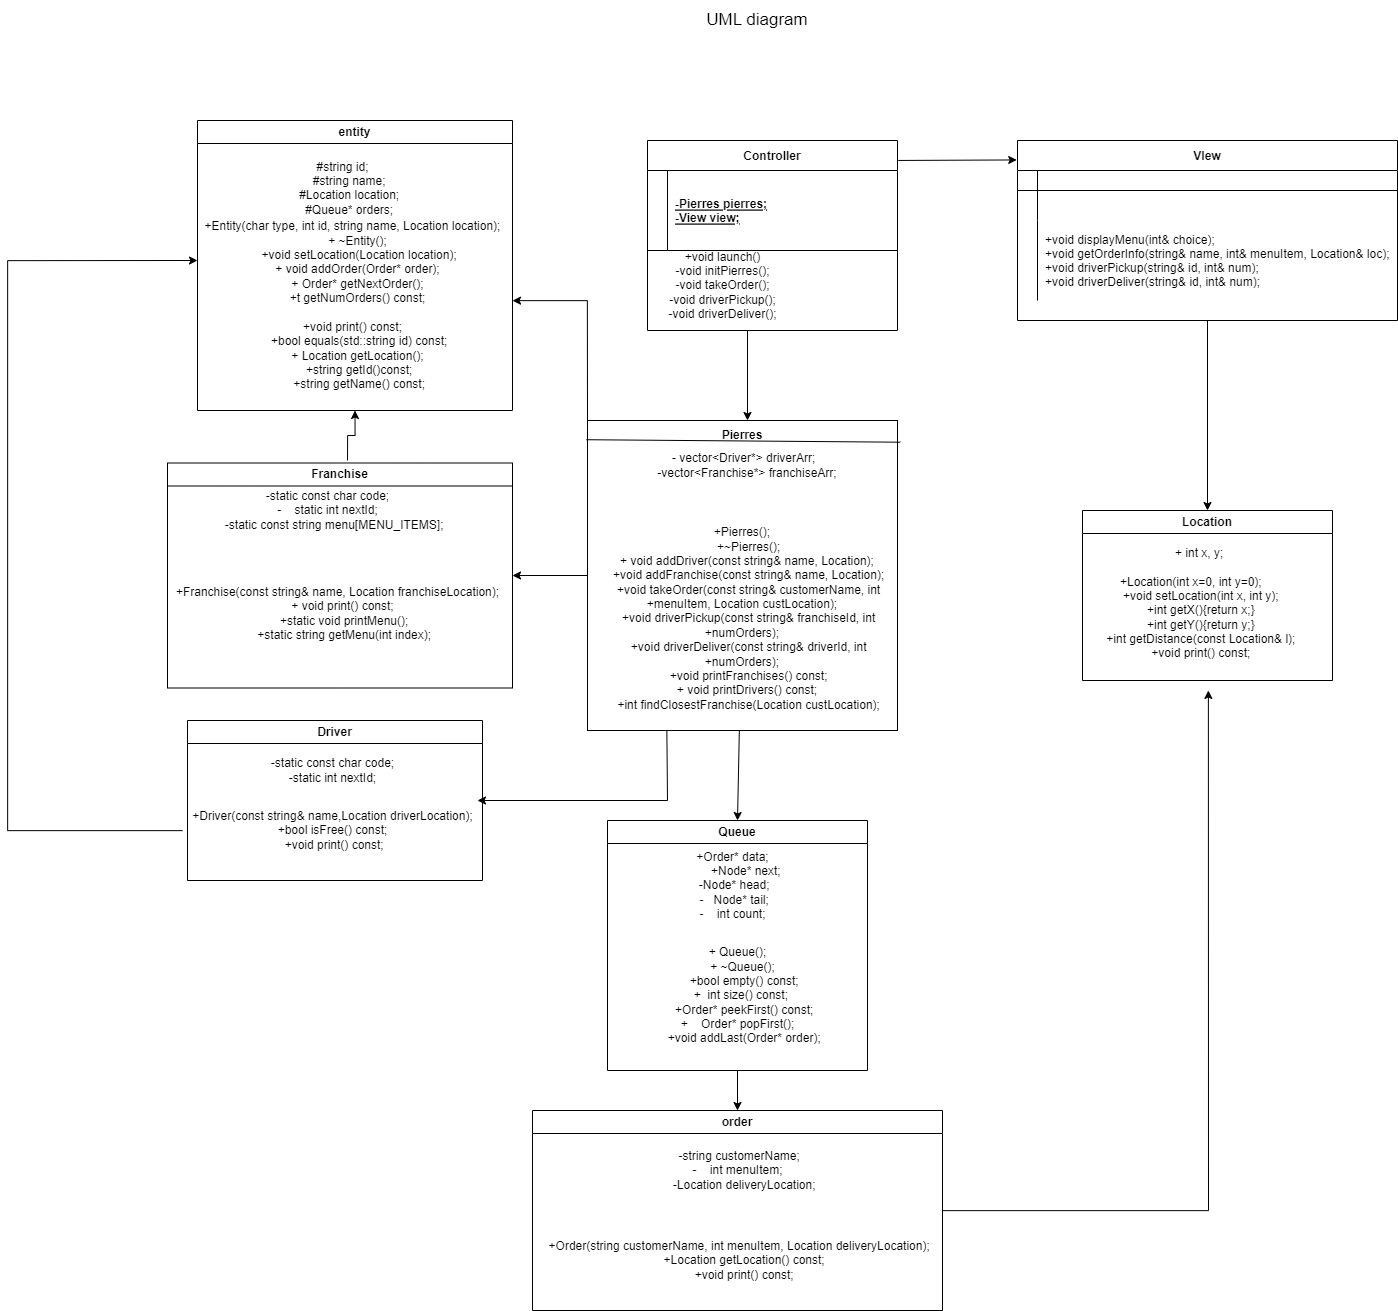 UML diagram
entity
#string id;
#string name;
#Location location;
#Queue* orders;
+Entity(char type, int id, string name, Location location);
+ ~Entity();
+void setLocation(Location location);
+ void addOrder(Order* order);
+ Order* getNextOrder();
+t getNumOrders() const;
+void print() const;
+bool equals(std::string id) const;
+ Location getLocation();
+string getId()const;
+string getName() const;
Controller
-Pierres pierres;
-View view;
+void launch()
-void initPierres();
-void takeOrder();
-void driverPickup();
-void driverDeliver();
VIew
+void displayMenu(int& choice);
+void getOrderInfo(string& name, int& menuItem, Location& loc);
+void driverPickup(string& id, int& num);
+void driverDeliver(string& id, int& num);
Franchise
-static const char code;
- static int nextId;
-static const string menu[MENU_ITEMS];
+Franchise(const string& name, Location franchiseLocation);
+ void print() const;
+static void printMenu();
+static string getMenu(int index);
Pierres
- vector<Driver*> driverArr;
-vector<Franchise*> franchiseArr;
+Pierres();
+~Pierres();
+ void addDriver(const string& name, Location);
+void addFranchise(const string& name, Location);
+void takeOrder(const string& customerName, int
+menuItem, Location custLocation);
+void driverPickup(const string& franchiseId, int
+numOrders);
+void driverDeliver(const string& driverId, int
+numOrders);
+void printFranchises() const;
+ void printDrivers() const;
+int findClosestFranchise(Location custLocation);
Location
+ int x, y;
+Location(int x=0, int y=0);
+void setLocation(int x, int y);
+int getX(){return x;}
+int getY(){return y;}
+int getDistance(const Location& l);
+void print() const;
Driver
-static const char code;
-static int nextId;
+Driver(const string& name,Location driverLocation);
+bool isFree() const;
+void print() const;
Queue
+Order* data;
+Node* next;
-Node* head;
- Node* tail;
- int count;
+ Queue();
+ ~Queue();
+bool empty() const;
+ int size() const;
+Order* peekFirst() const;
+ Order* popFirst();
+void addLast(Order* order);
order
-string customerName;
- int menuItem;
-Location deliveryLocation;
+Order(string customerName, int menuItem, Location deliveryLocation);
+Location getLocation() const;
+void print() const;